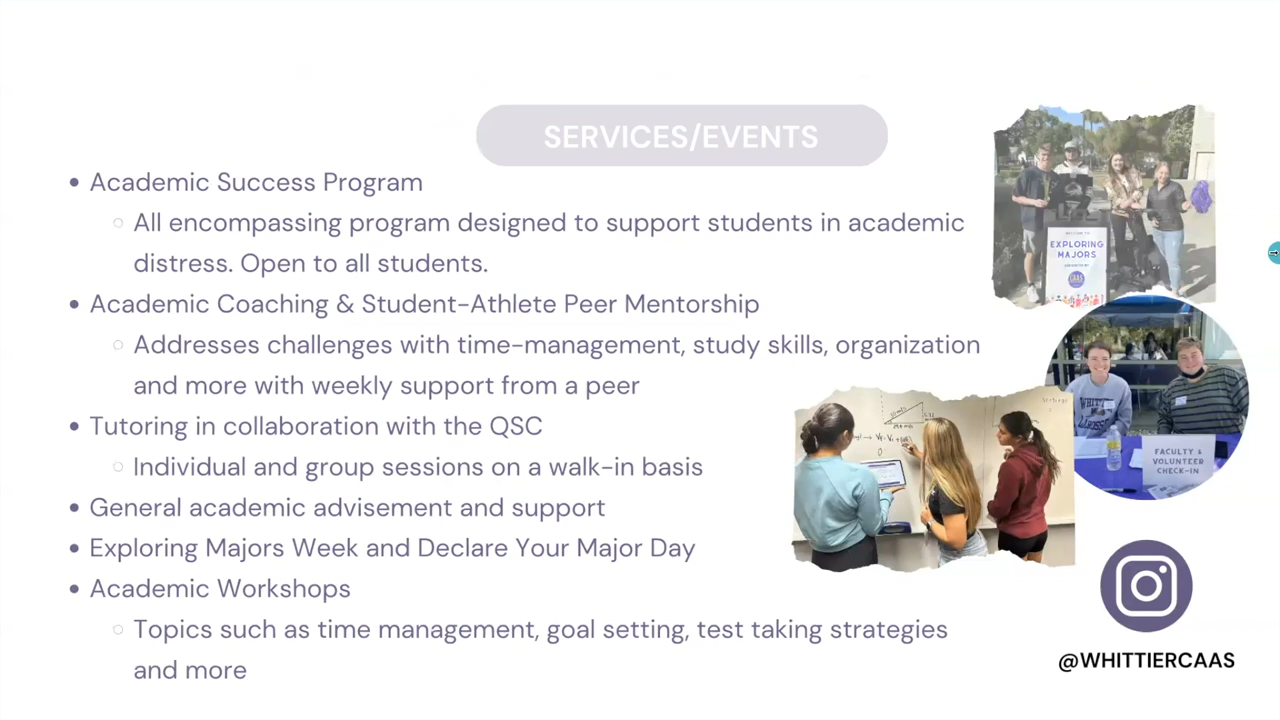 SERVICES/EVENTS
• Academic Success Program
○ All encompassing program designed to support students in academic
distress. Open to all students.
• Academic Coaching & Student-Athlete Peer Mentorship
○ Addresses challenges with time-management, study skills, organization
and more with weekly support from a peer
• Tutoring in collaboration with the QSC
○ Individual and group sessions on a walk-in basis
• General academic advisement and support
• Exploring Majors Week and Declare Your Major Day
• Academic Workshops
○ Topics such as time management, goal setting, test taking strategies
and more
EXPLORING
MAJORS
FACULTY &
VOLUNTEER
CHECK-IN
@WHITTIERCAAS